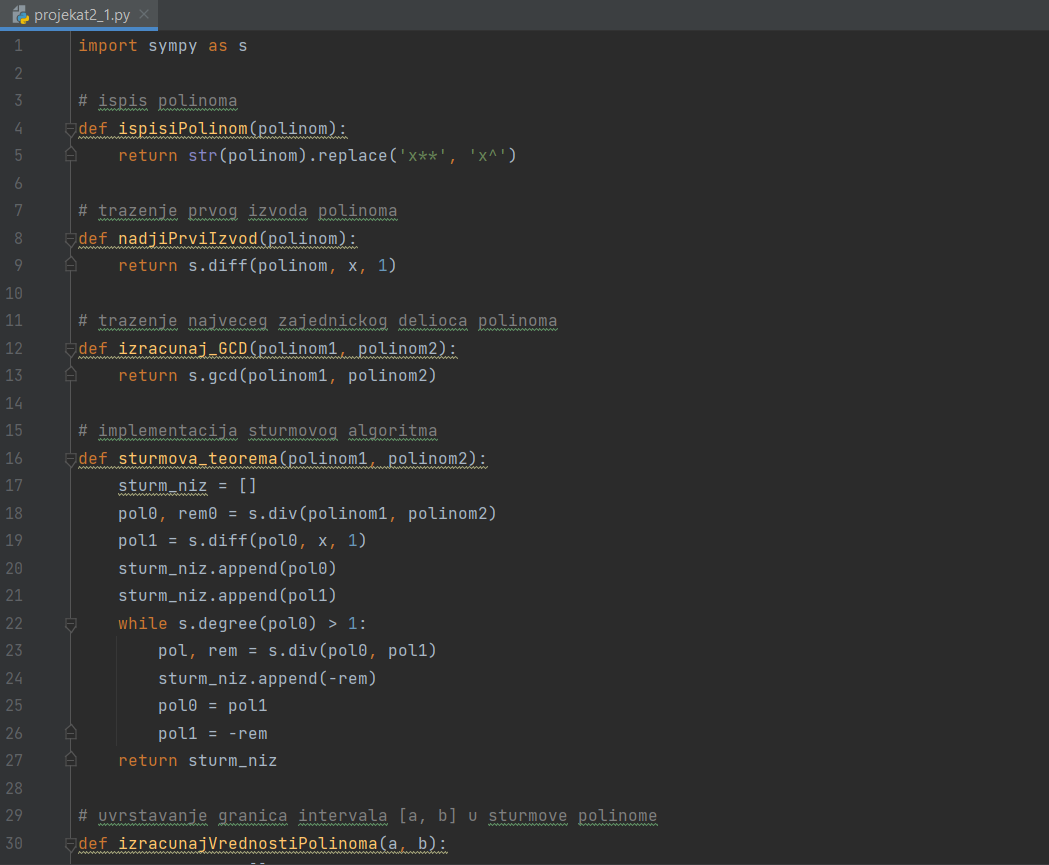 projekat2_1.py
1 import sympy as s
2
3 # ispis polinoma
4 def ispisiPolinom(polinom):
5     return str(polinom).replace('x**', 'x^')
6
7 # trazenje prvog izvoda polinoma
8 def nadjiPrviIzvod(polinom):
9     return s.diff(polinom, x, 1)
10
11 # trazenje najveceg zajednickog delioca polinoma
12 def izracunaj_GCD(polinom1, polinom2):
13     return s.gcd(polinom1, polinom2)
14
15 # implementacija sturmovog algoritma
16 def sturmova_teorema(polinom1, polinom2):
17     sturm_niz = []
18     pol0, rem0 = s.div(polinom1, polinom2)
19     pol1 = s.diff(pol0, x, 1)
20     sturm_niz.append(pol0)
21     sturm_niz.append(pol1)
22     while s.degree(pol0) > 1:
23         pol, rem = s.div(pol0, pol1)
24         sturm_niz.append(-rem)
25         pol0 = pol1
26         pol1 = -rem
27     return sturm_niz
28
29 # uvrstavanje granica intervala [a, b] u sturmove polinome
30 def izracunajVrednostiPolinoma(a, b):